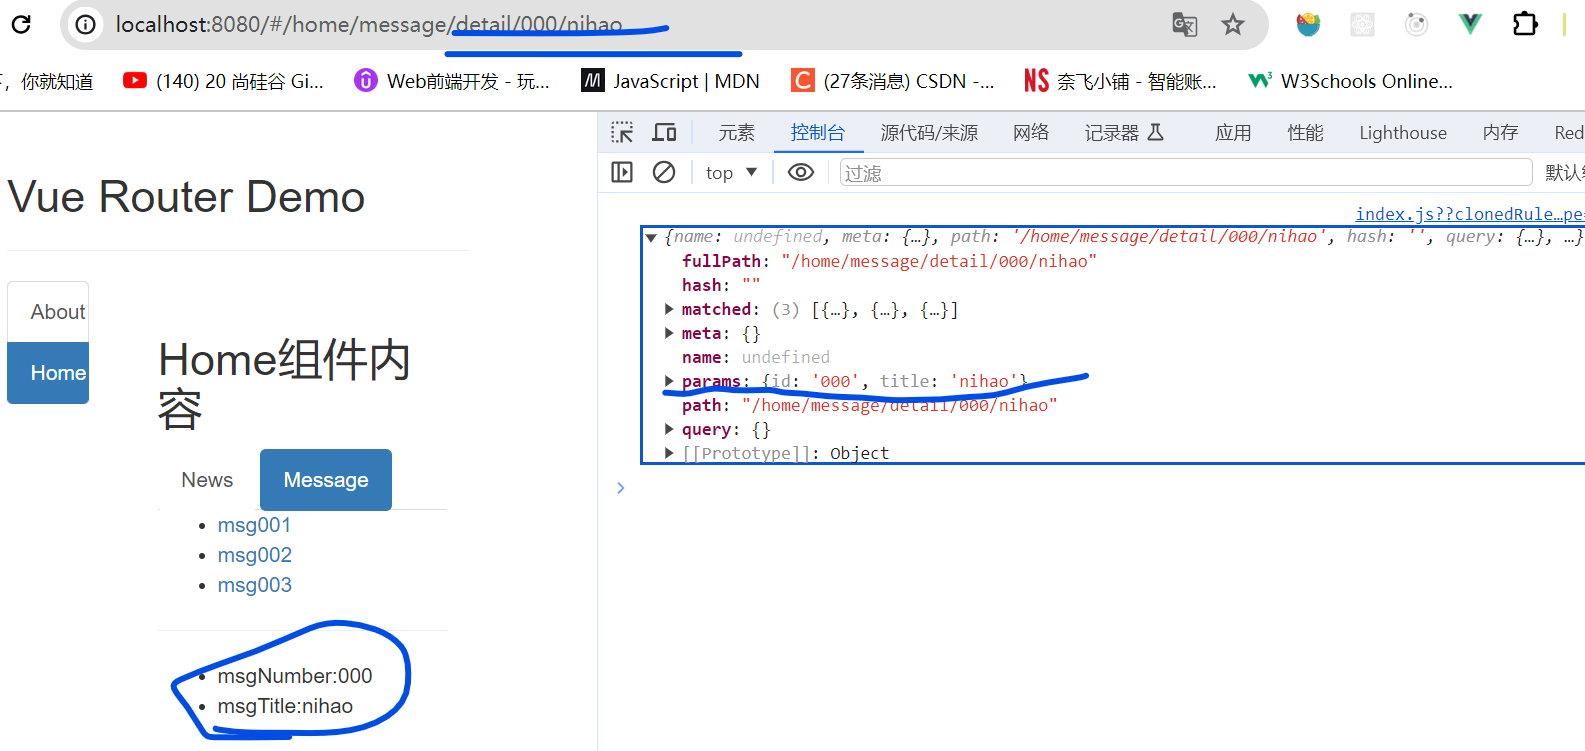 localhost:8080/#/home/message/detail/000/nihao
，你就知道
(140) 20 尚硅谷 Gi...
Web前端开发 - 玩...
JavaScript | MDN
(27条消息) CSDN -...
奈飞小铺 - 智能账...
W3Schools Online...
元素
控制台
源代码/来源
网络
记录器
应用
性能
Lighthouse
内存
Red
top
过滤
默认
index.js??clonedRule…pe=
{name: undefined, meta: {…}, path: '/home/message/detail/000/nihao', hash: '', query: {…}, …}
fullPath: "/home/message/detail/000/nihao"
hash: ""
matched: (3) [{…}, {…}, {…}]
meta: {}
name: undefined
params: {id: '000', title: 'nihao'}
path: "/home/message/detail/000/nihao"
query: {}
[[Prototype]]: Object
Vue Router Demo
About
Home
Home组件内
容
News
Message
msg001
msg002
msg003
msgNumber:000
msgTitle:nihao